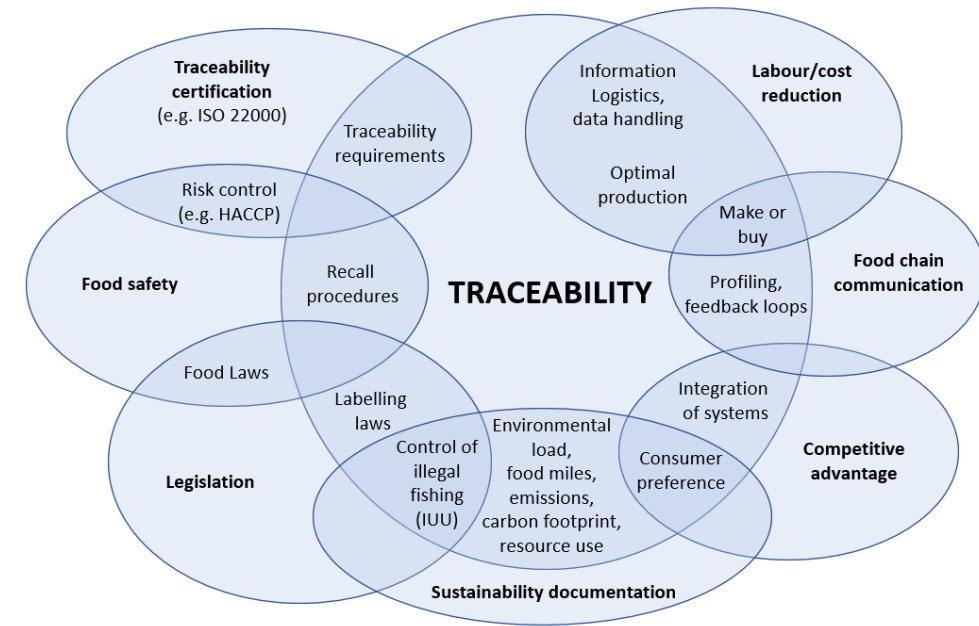 Traceability
certification
(e.g. ISO 22000)
Traceability
requirements
Information
Logistics,
data handling
Labour/cost
reduction
Optimal
production
Risk control
(e.g. HACCP)
Make or
buy
Food safety
Recall
procedures
TRACEABILITY
Profiling,
feedback loops
Food chain
communication
Food Laws
Labelling
laws
Integration
of systems
Legislation
Control of
illegal
fishing
(IUU)
Environmental
load,
food miles,
emissions,
carbon footprint,
resource use
Consumer
preference
Competitive
advantage
Sustainability documentation